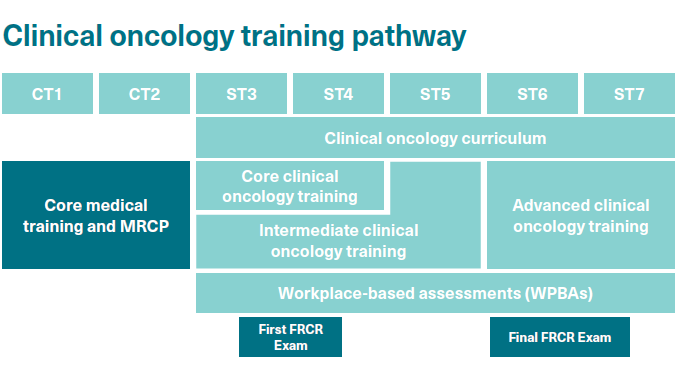 Clinical oncology training pathway
CT1
CT2
ST3
ST4
ST5
ST6
ST7
Clinical oncology curriculum
Core medical
training and MRCP
Core clinical
oncology training
Intermediate clinical
oncology training
Advanced clinical
oncology training
Workplace-based assessments (WPBAs)
First FRCR
Exam
Final FRCR Exam